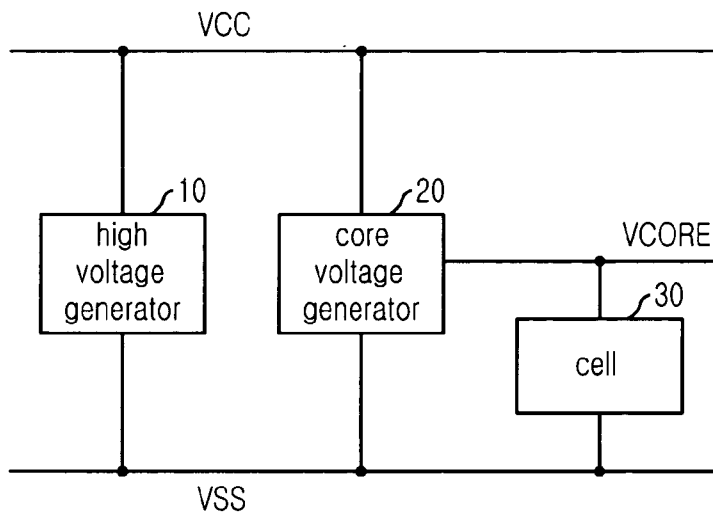 VCC
10
high
voltage
generator
20
core
voltage
generator
VCORE
30
cell
VSS